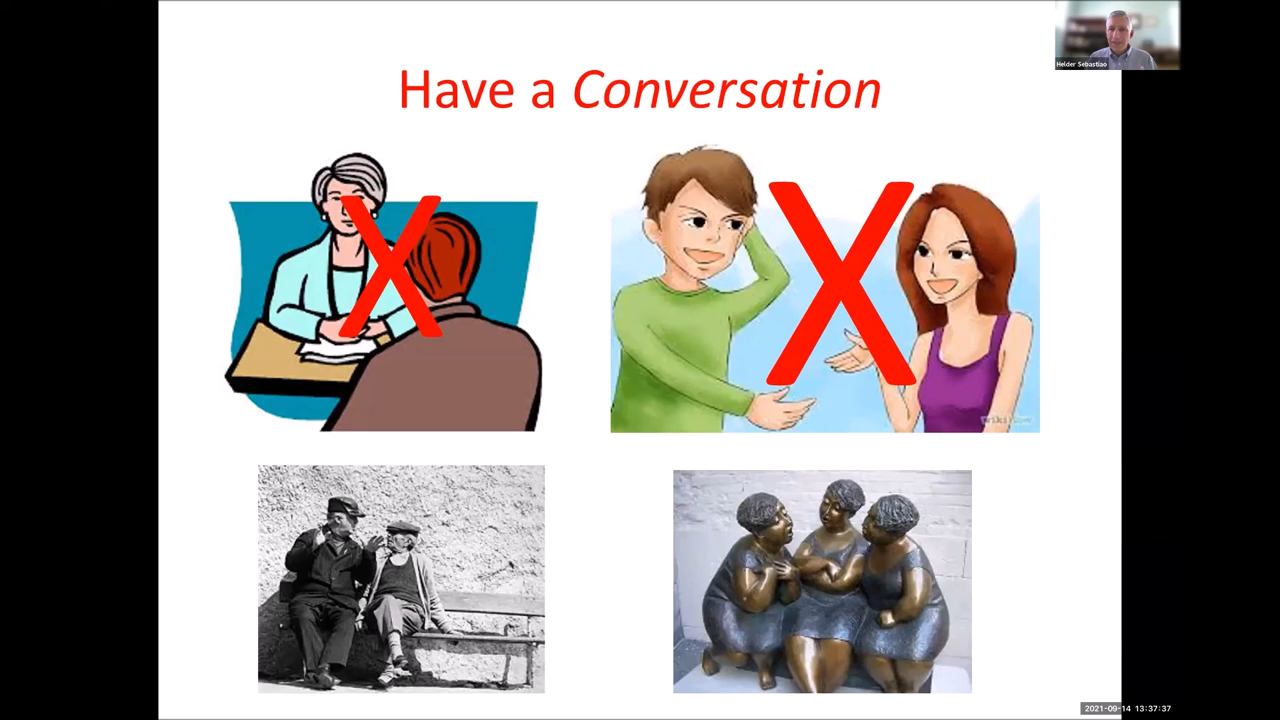 Helder Sebastiao
Have a Conversation
X
X
2021-09-14 13:37:37